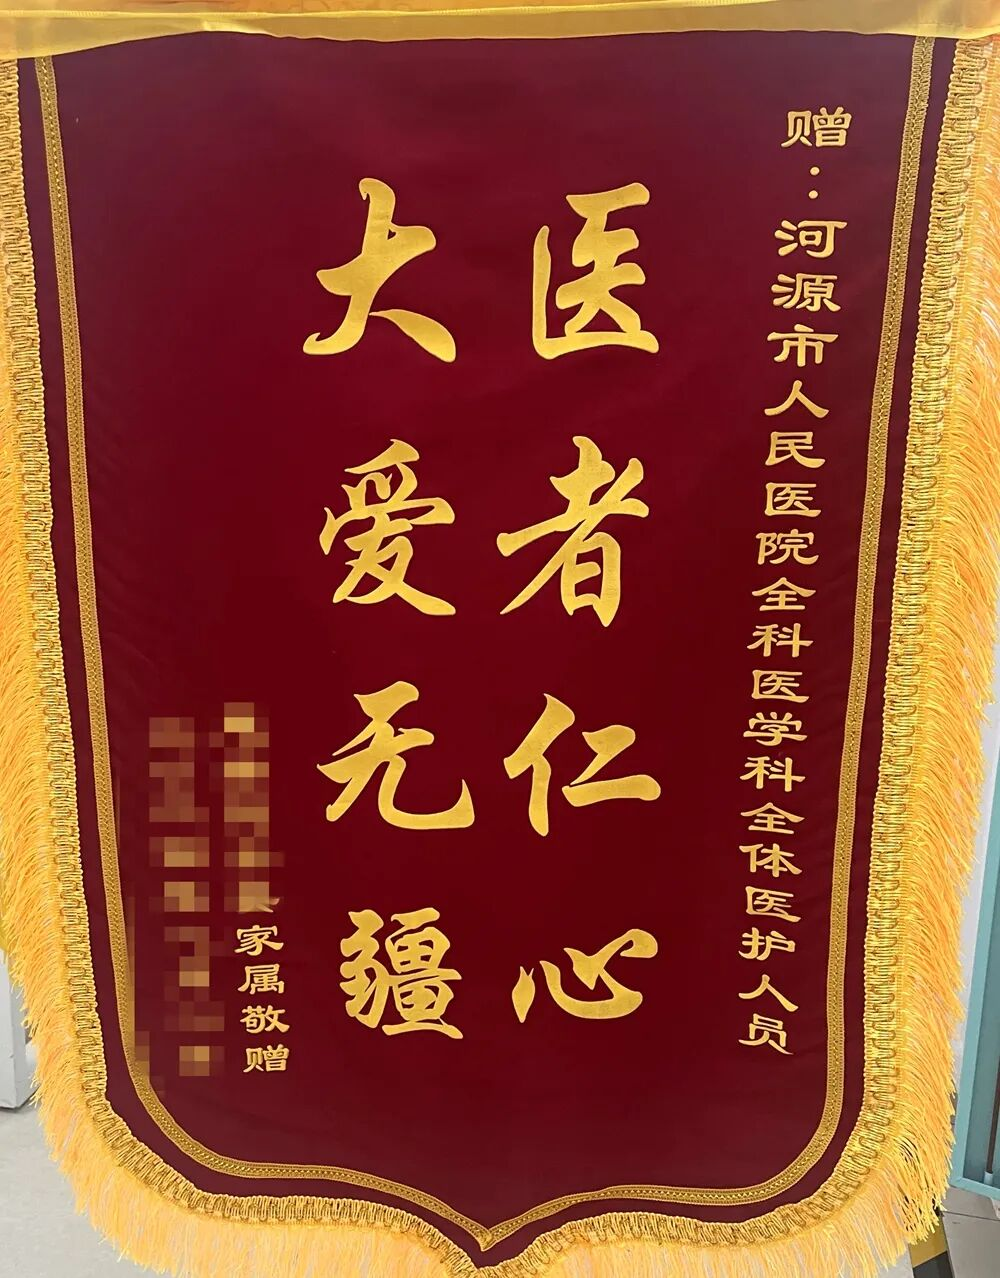 赠：河源市人民医院全科医学科全体医护人员
医者仁心
大爱无疆
家属敬赠